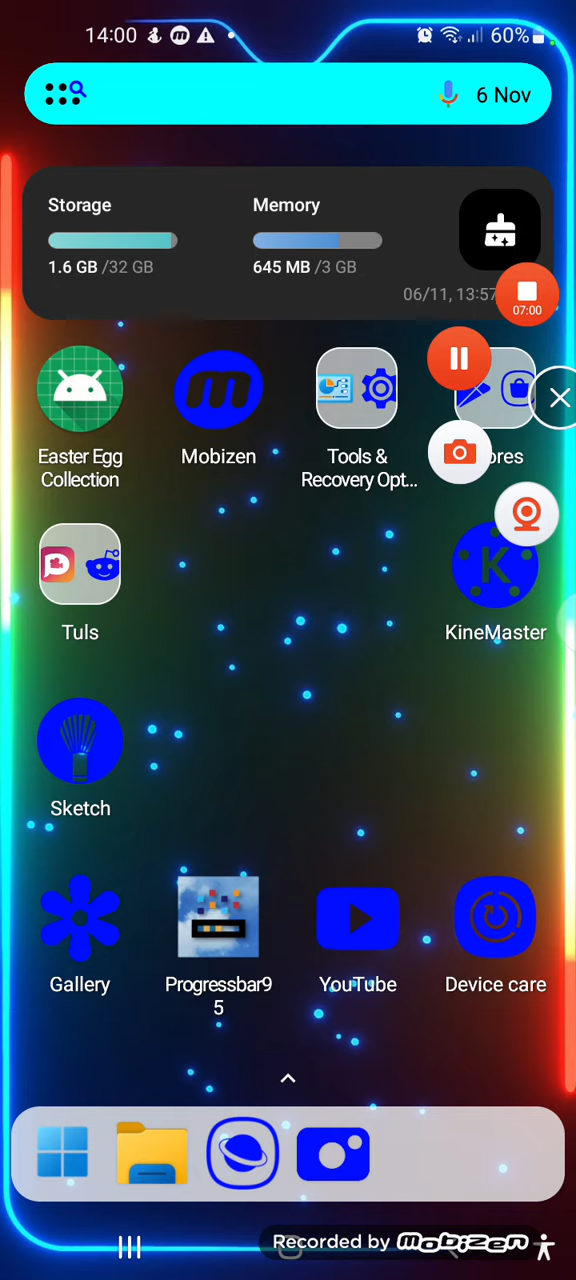 14:00
60%
6 Nov
Storage
Memory
1.6 GB /32 GB
645 MB /3 GB
06/11, 13:57
07:00
Easter Egg
Collection
Mobizen
Tools &
Recovery Opt...
ores
Tuls
K
KineMaster
Sketch
Gallery
Progressbar9
5
YouTube
Device care
Recorded by mobizen